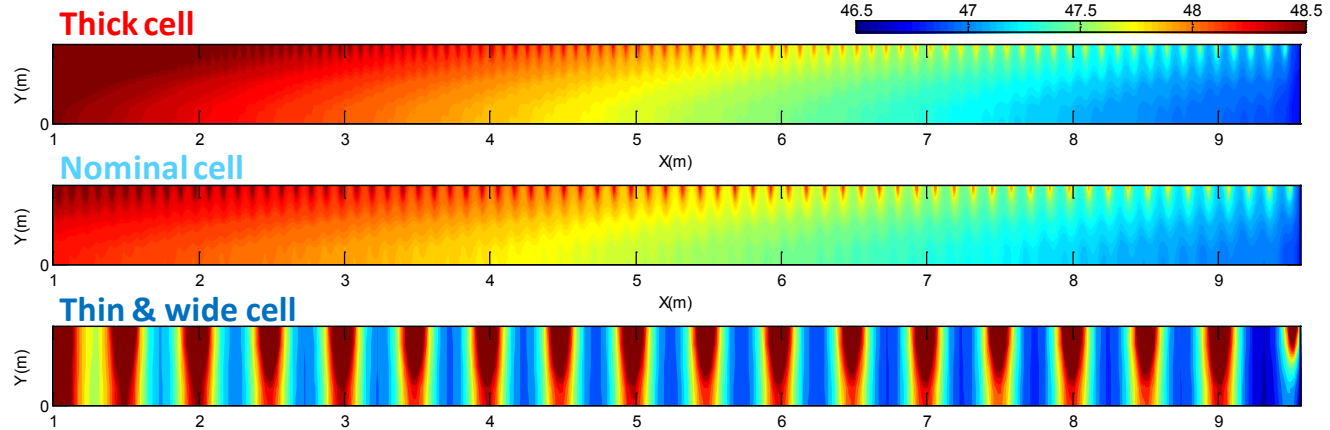 Thick cell
46.5 47 47.5 48 48.5
Y(m)
0
1 2 3 4 5 6 7 8 9
X(m)
Nominal cell
Y(m)
0
1 2 3 4 5 6 7 8 9
X(m)
Thin & wide cell
Y(m)
0
1 2 3 4 5 6 7 8 9